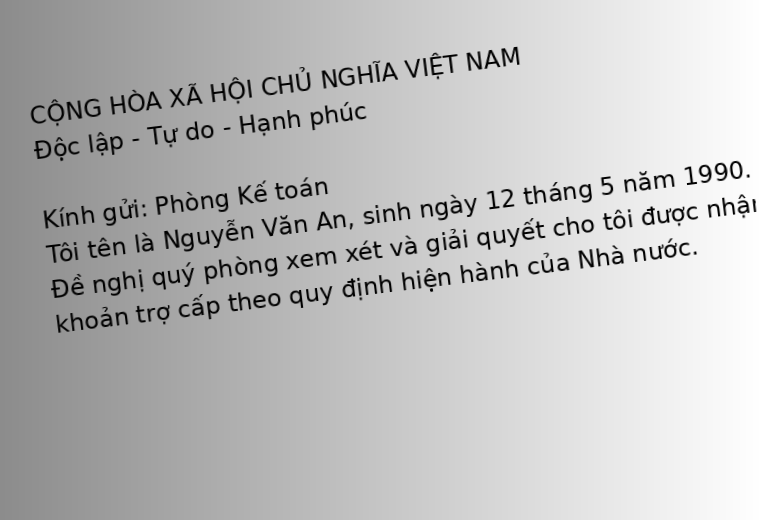 CỘNG HÒA XÃ HỘI CHỦ NGHĨA VIỆT NAM
Độc lập - Tự do - Hạnh phúc
Kính gửi: Phòng Kế toán
Tôi tên là Nguyễn Văn An, sinh ngày 12 tháng 5 năm 1990.
Đề nghị quý phòng xem xét và giải quyết cho tôi được nhận
khoản trợ cấp theo quy định hiện hành của Nhà nước.